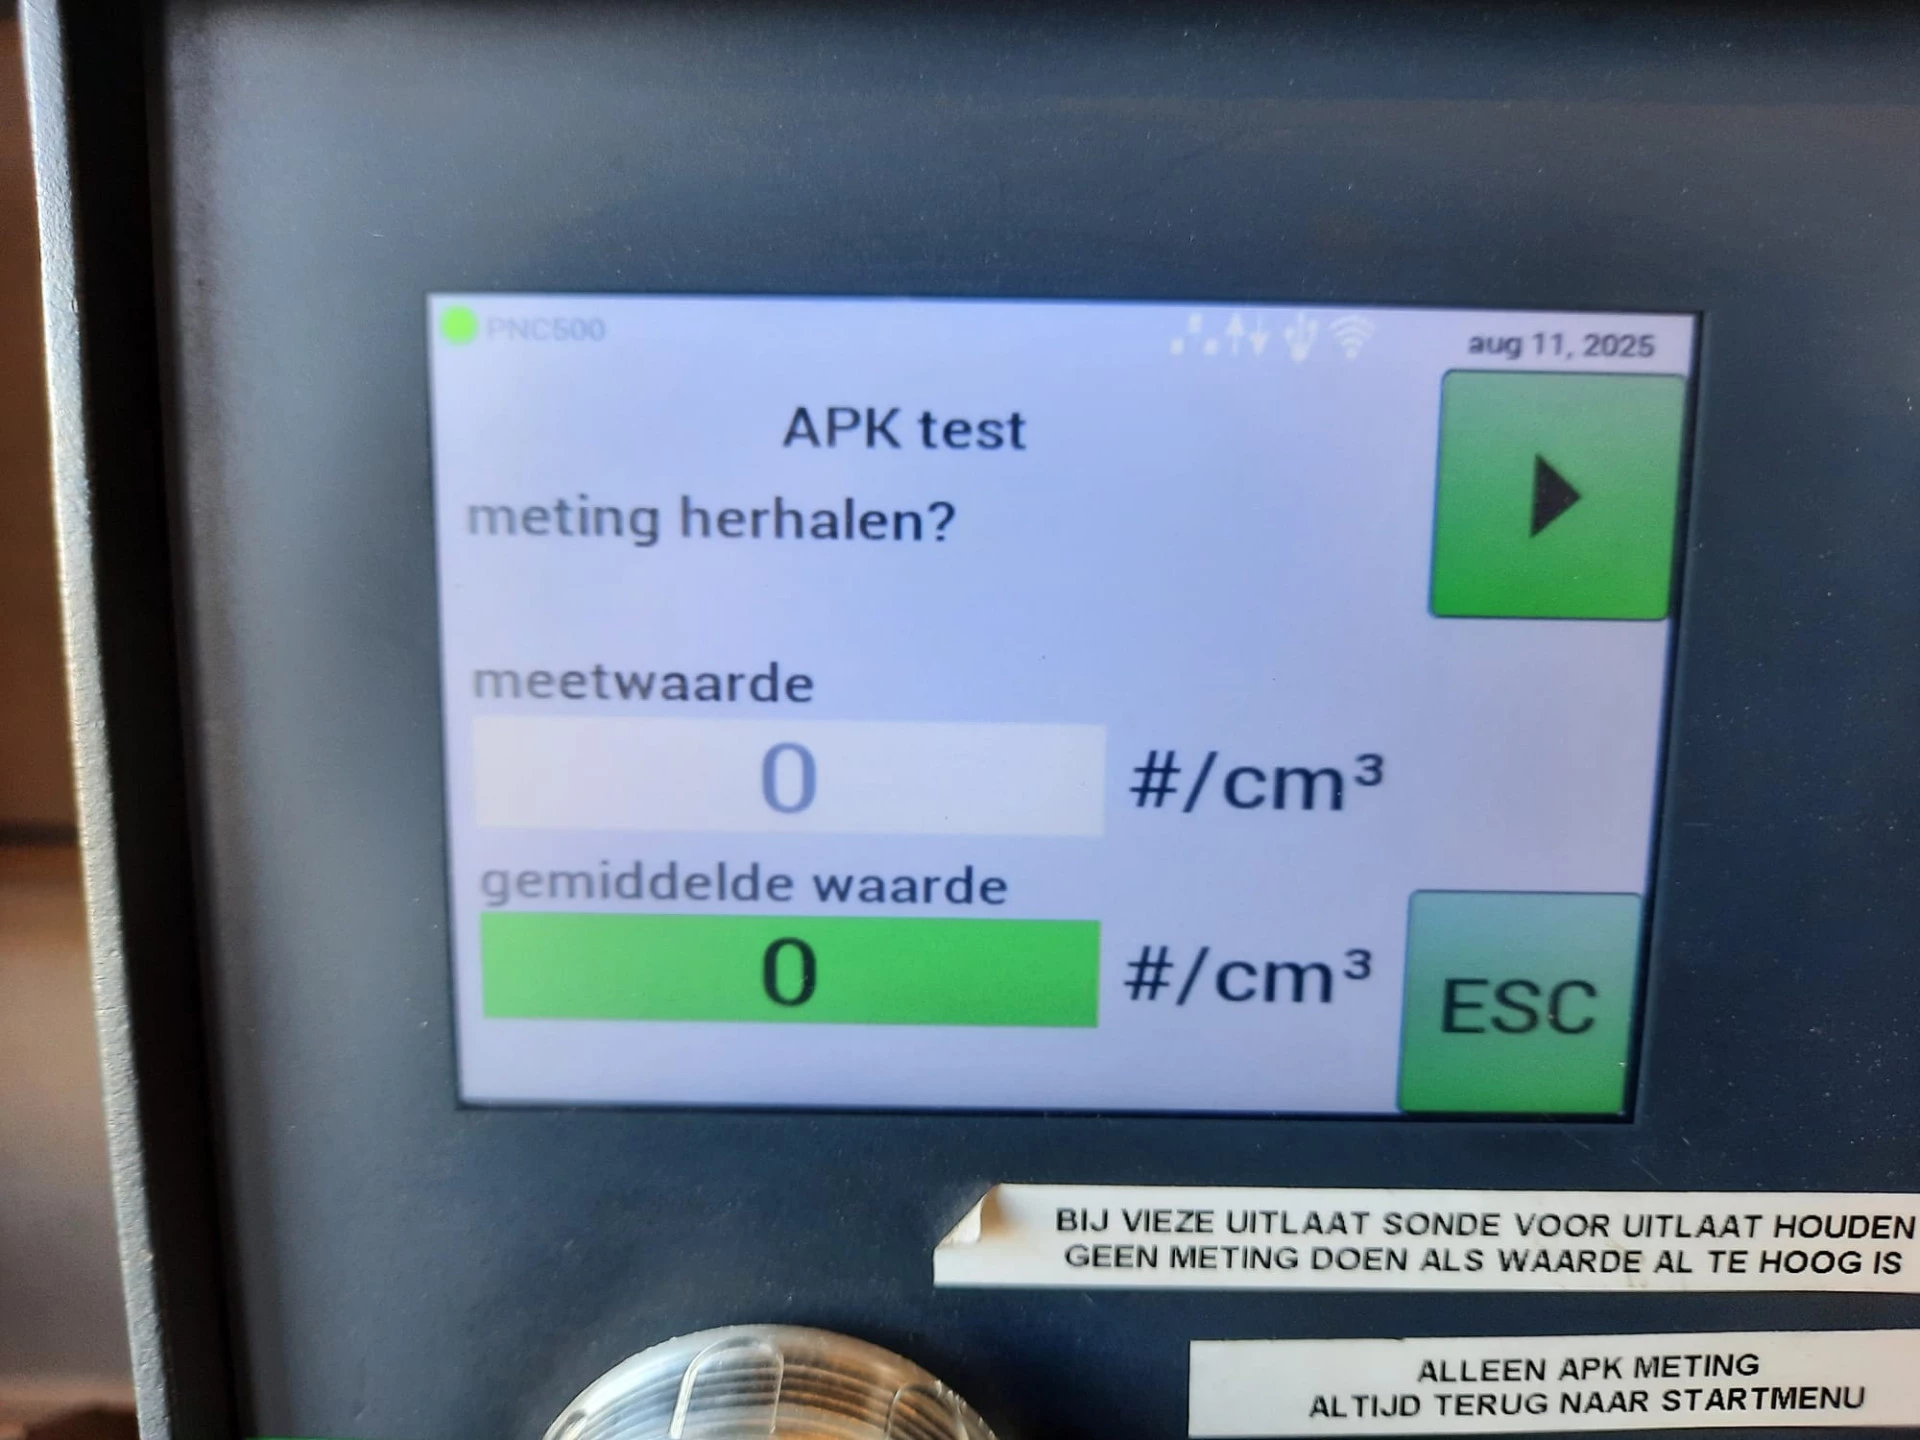 PNC500
aug 11, 2025
APK test
meting herhalen?
meetwaarde
0 #/cm³
gemiddelde waarde
0 #/cm³
ESC
BIJ VIEZE UITLAAT SONDE VOOR UITLAAT HOUDEN
GEEN METING DOEN ALS WAARDE AL TE HOOG IS
ALLEEN APK METING
ALTIJD TERUG NAAR STARTMENU